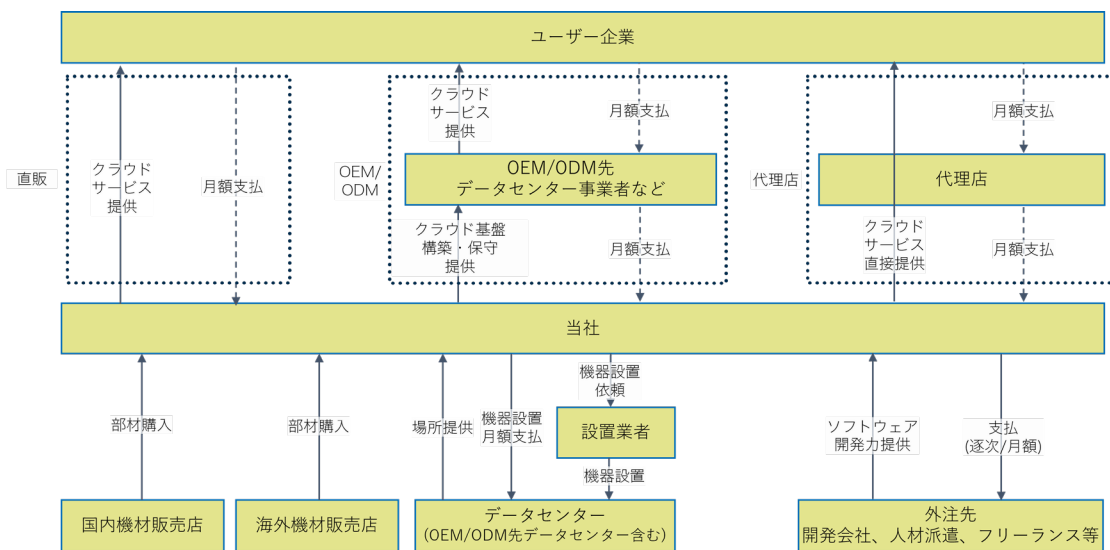 ユーザー企業
直販
クラウド
サービス
提供
月額支払
OEM/
ODM
クラウド
サービス
提供
月額支払
OEM/ODM先
データセンター事業者など
クラウド基盤
構築・保守
提供
月額支払
代理店
月額支払
代理店
クラウド
サービス
直接提供
月額支払
当社
部材購入
部材購入
場所提供
機器設置
月額支払
機器設置
依頼
設置業者
機器設置
ソフトウェア
開発力提供
支払
(逐次/月額)
国内機材販売店
海外機材販売店
データセンター
(OEM/ODM先データセンター含む)
外注先
開発会社、人材派遣、フリーランス等